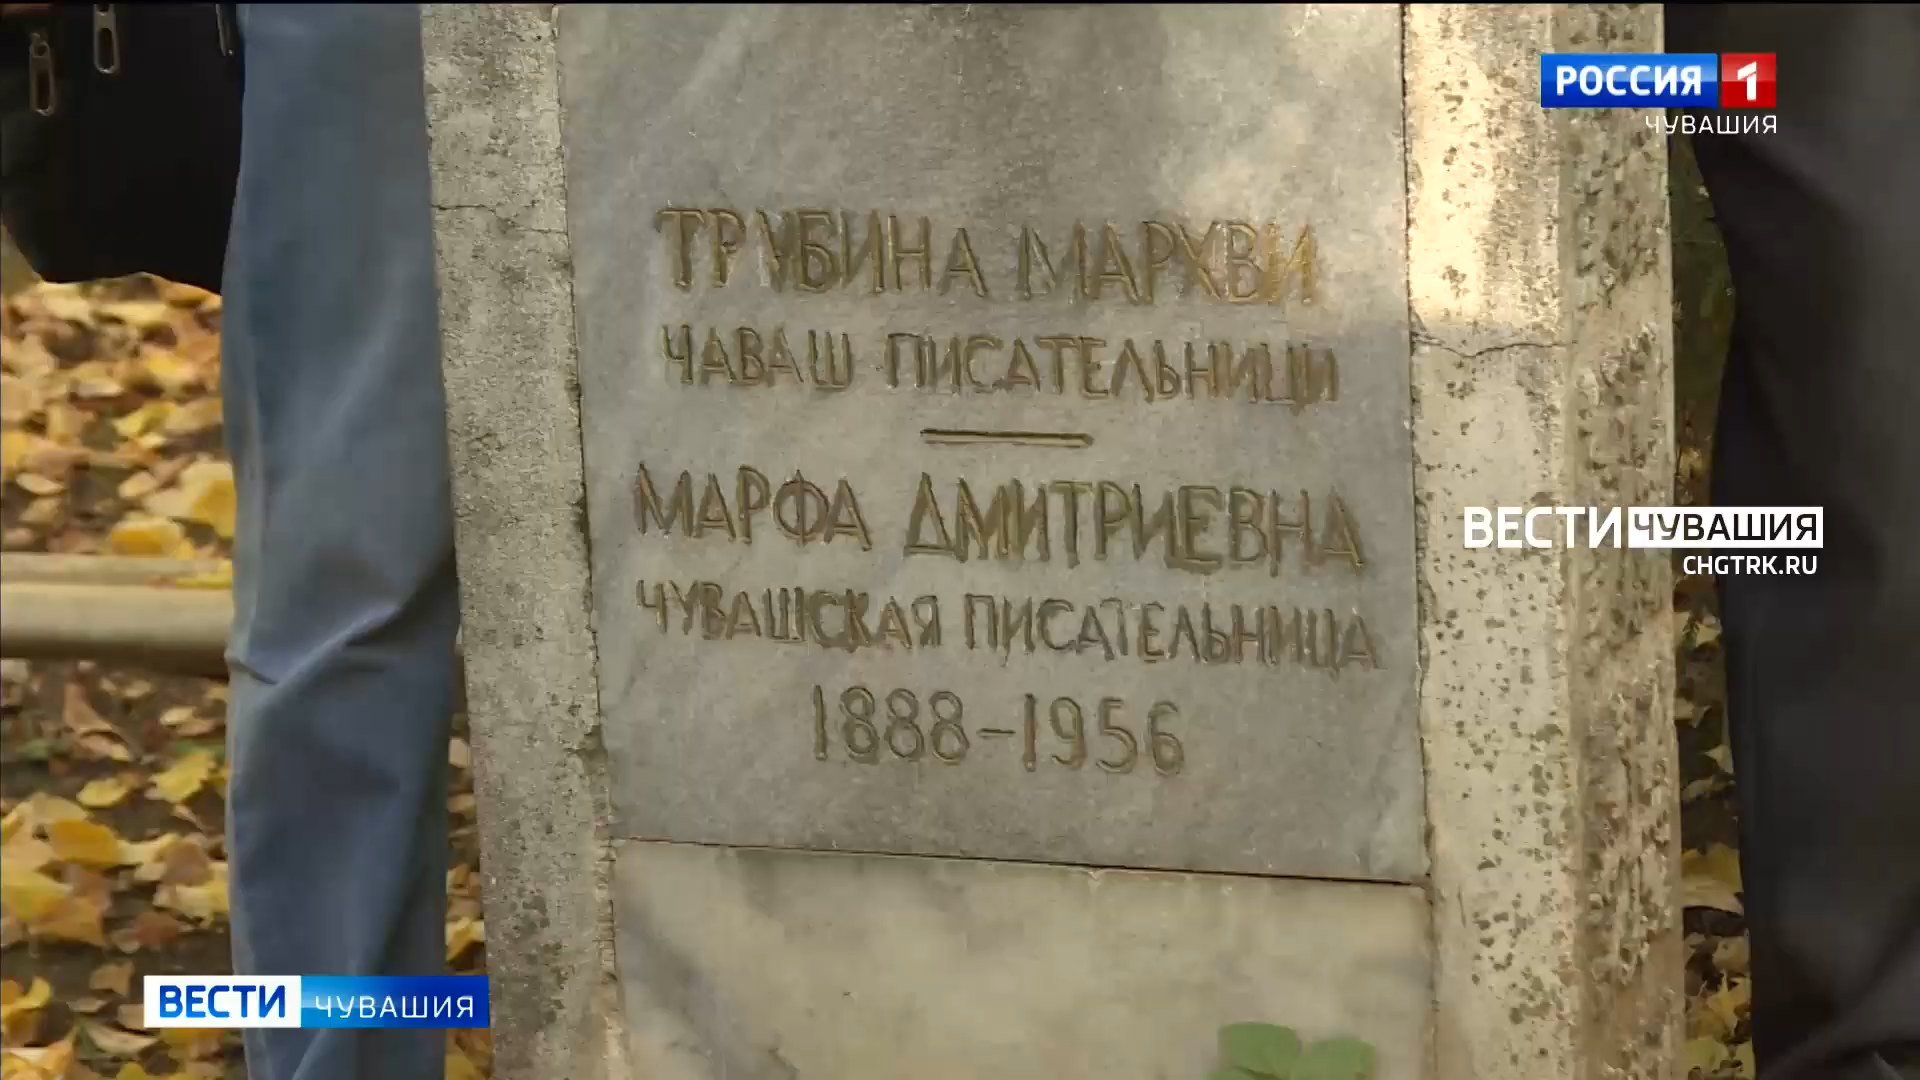 РОССИЯ 1
ЧУВАШИЯ
ТРУБИНА МАРХВИ
ЧАВАШ ПИСАТЕЛЬНИЦИ
МАРФА ДМИТРИЕВНА
ЧУВАШСКАЯ ПИСАТЕЛЬНИЦА
1888-1956
ВЕСТИ ЧУВАШИЯ
CHGTRK.RU
ВЕСТИ ЧУВАШИЯ